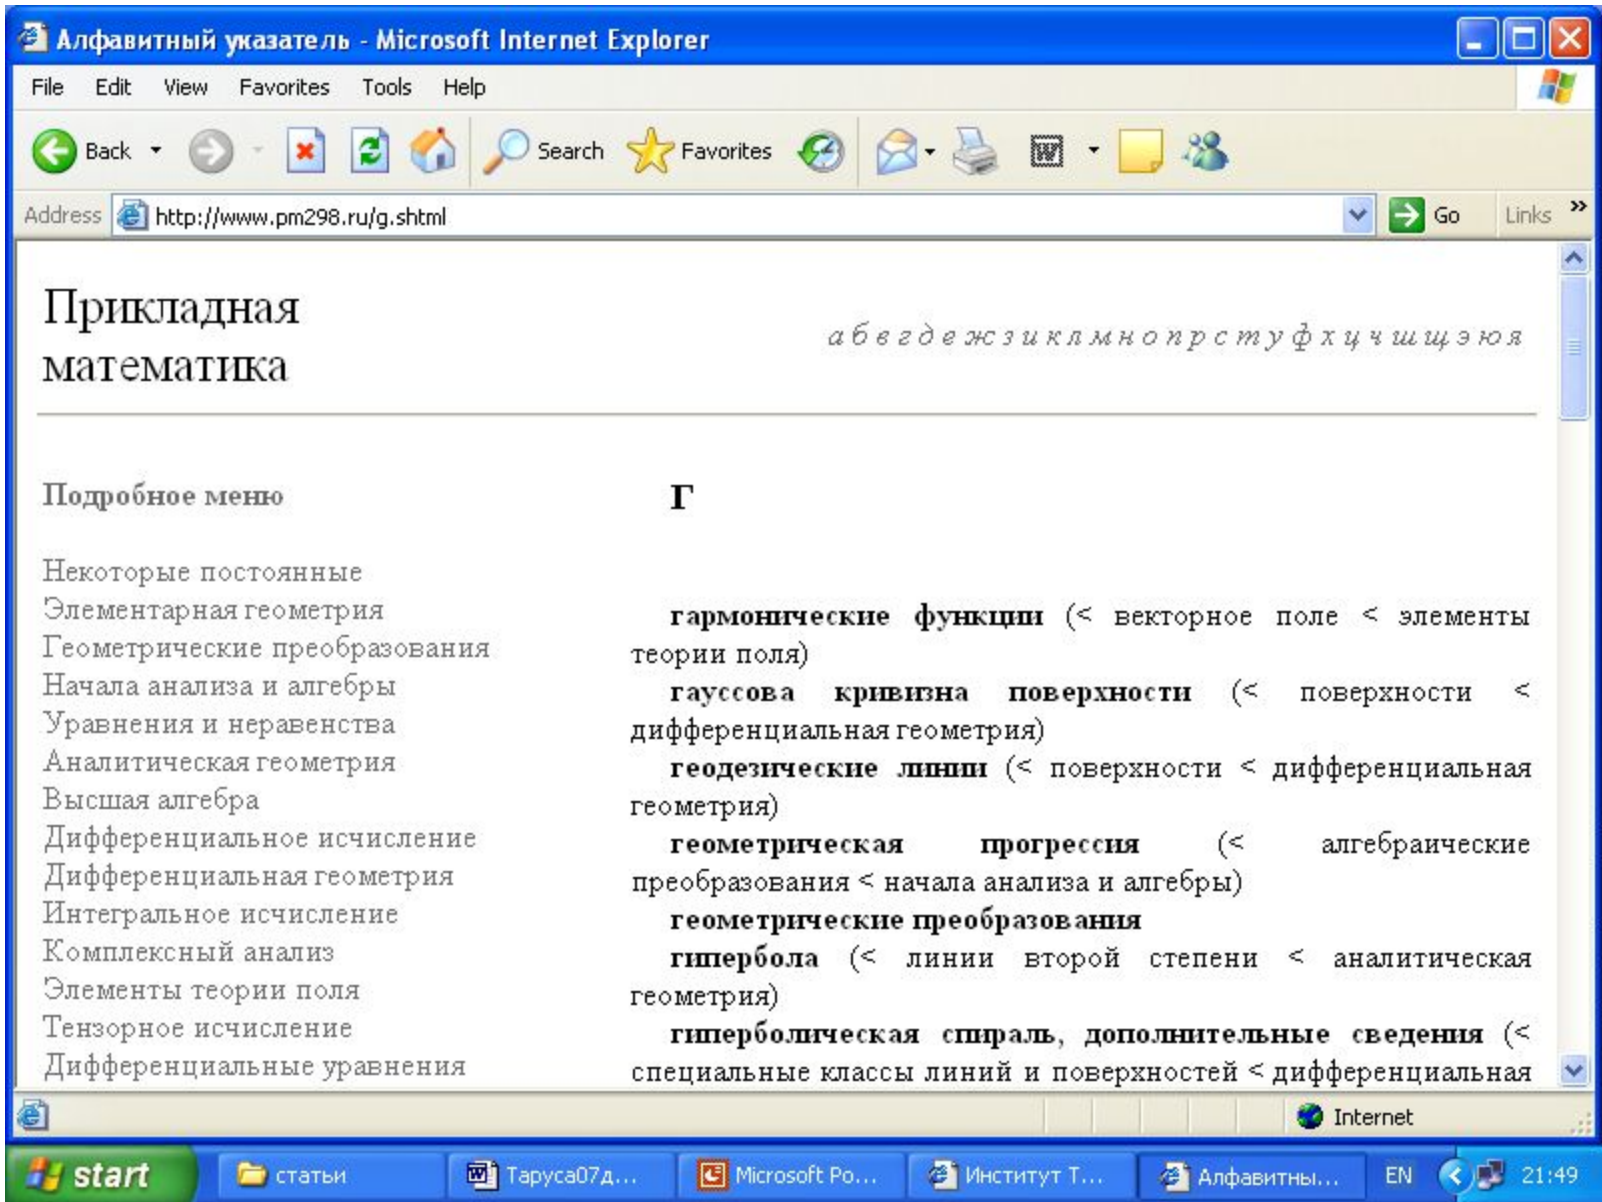 Алфавитный указатель - Microsoft Internet Explorer
File Edit View Favorites Tools Help
Back Search Favorites
Address http://www.pm298.ru/g.shtml Go Links »
Прикладная
математика
а б в г д е ж з и к л м н о п р с т у ф х ц ч ш щ э ю я
Подробное меню
Некоторые постоянные
Элементарная геометрия
Геометрические преобразования
Начала анализа и алгебры
Уравнения и неравенства
Аналитическая геометрия
Высшая алгебра
Дифференциальное исчисление
Дифференциальная геометрия
Интегральное исчисление
Комплексный анализ
Элементы теории поля
Тензорное исчисление
Дифференциальные уравнения
Г
гармонические функции (< векторное поле < элементы
теории поля)
гауссова кривизна поверхности (< поверхности <
дифференциальная геометрия)
геодезические линии (< поверхности < дифференциальная
геометрия)
геометрическая прогрессия (< алгебраические
преобразования < начала анализа и алгебры)
геометрические преобразования
гипербола (< линии второй степени < аналитическая
геометрия)
гиперболическая спираль, дополнительные сведения (<
специальные классы линий и поверхностей < дифференциальная
Internet
start статьи Таруса07д... Microsoft Po... Институт Т... Алфавитны... EN 21:49